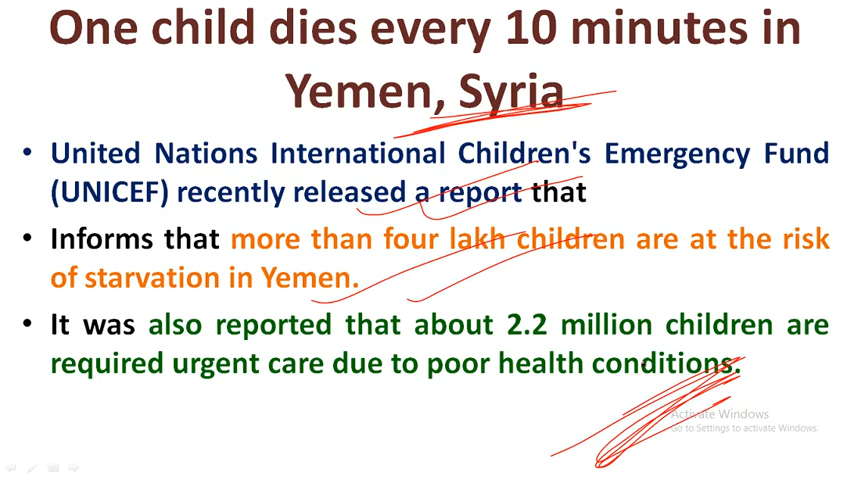 One child dies every 10 minutes in
Yemen, Syria
• United Nations International Children's Emergency Fund
(UNICEF) recently released a report that
• Informs that more than four lakh children are at the risk
of starvation in Yemen.
• It was also reported that about 2.2 million children are
required urgent care due to poor health conditions.
Activate Windows
Go to Settings to activate Windows.